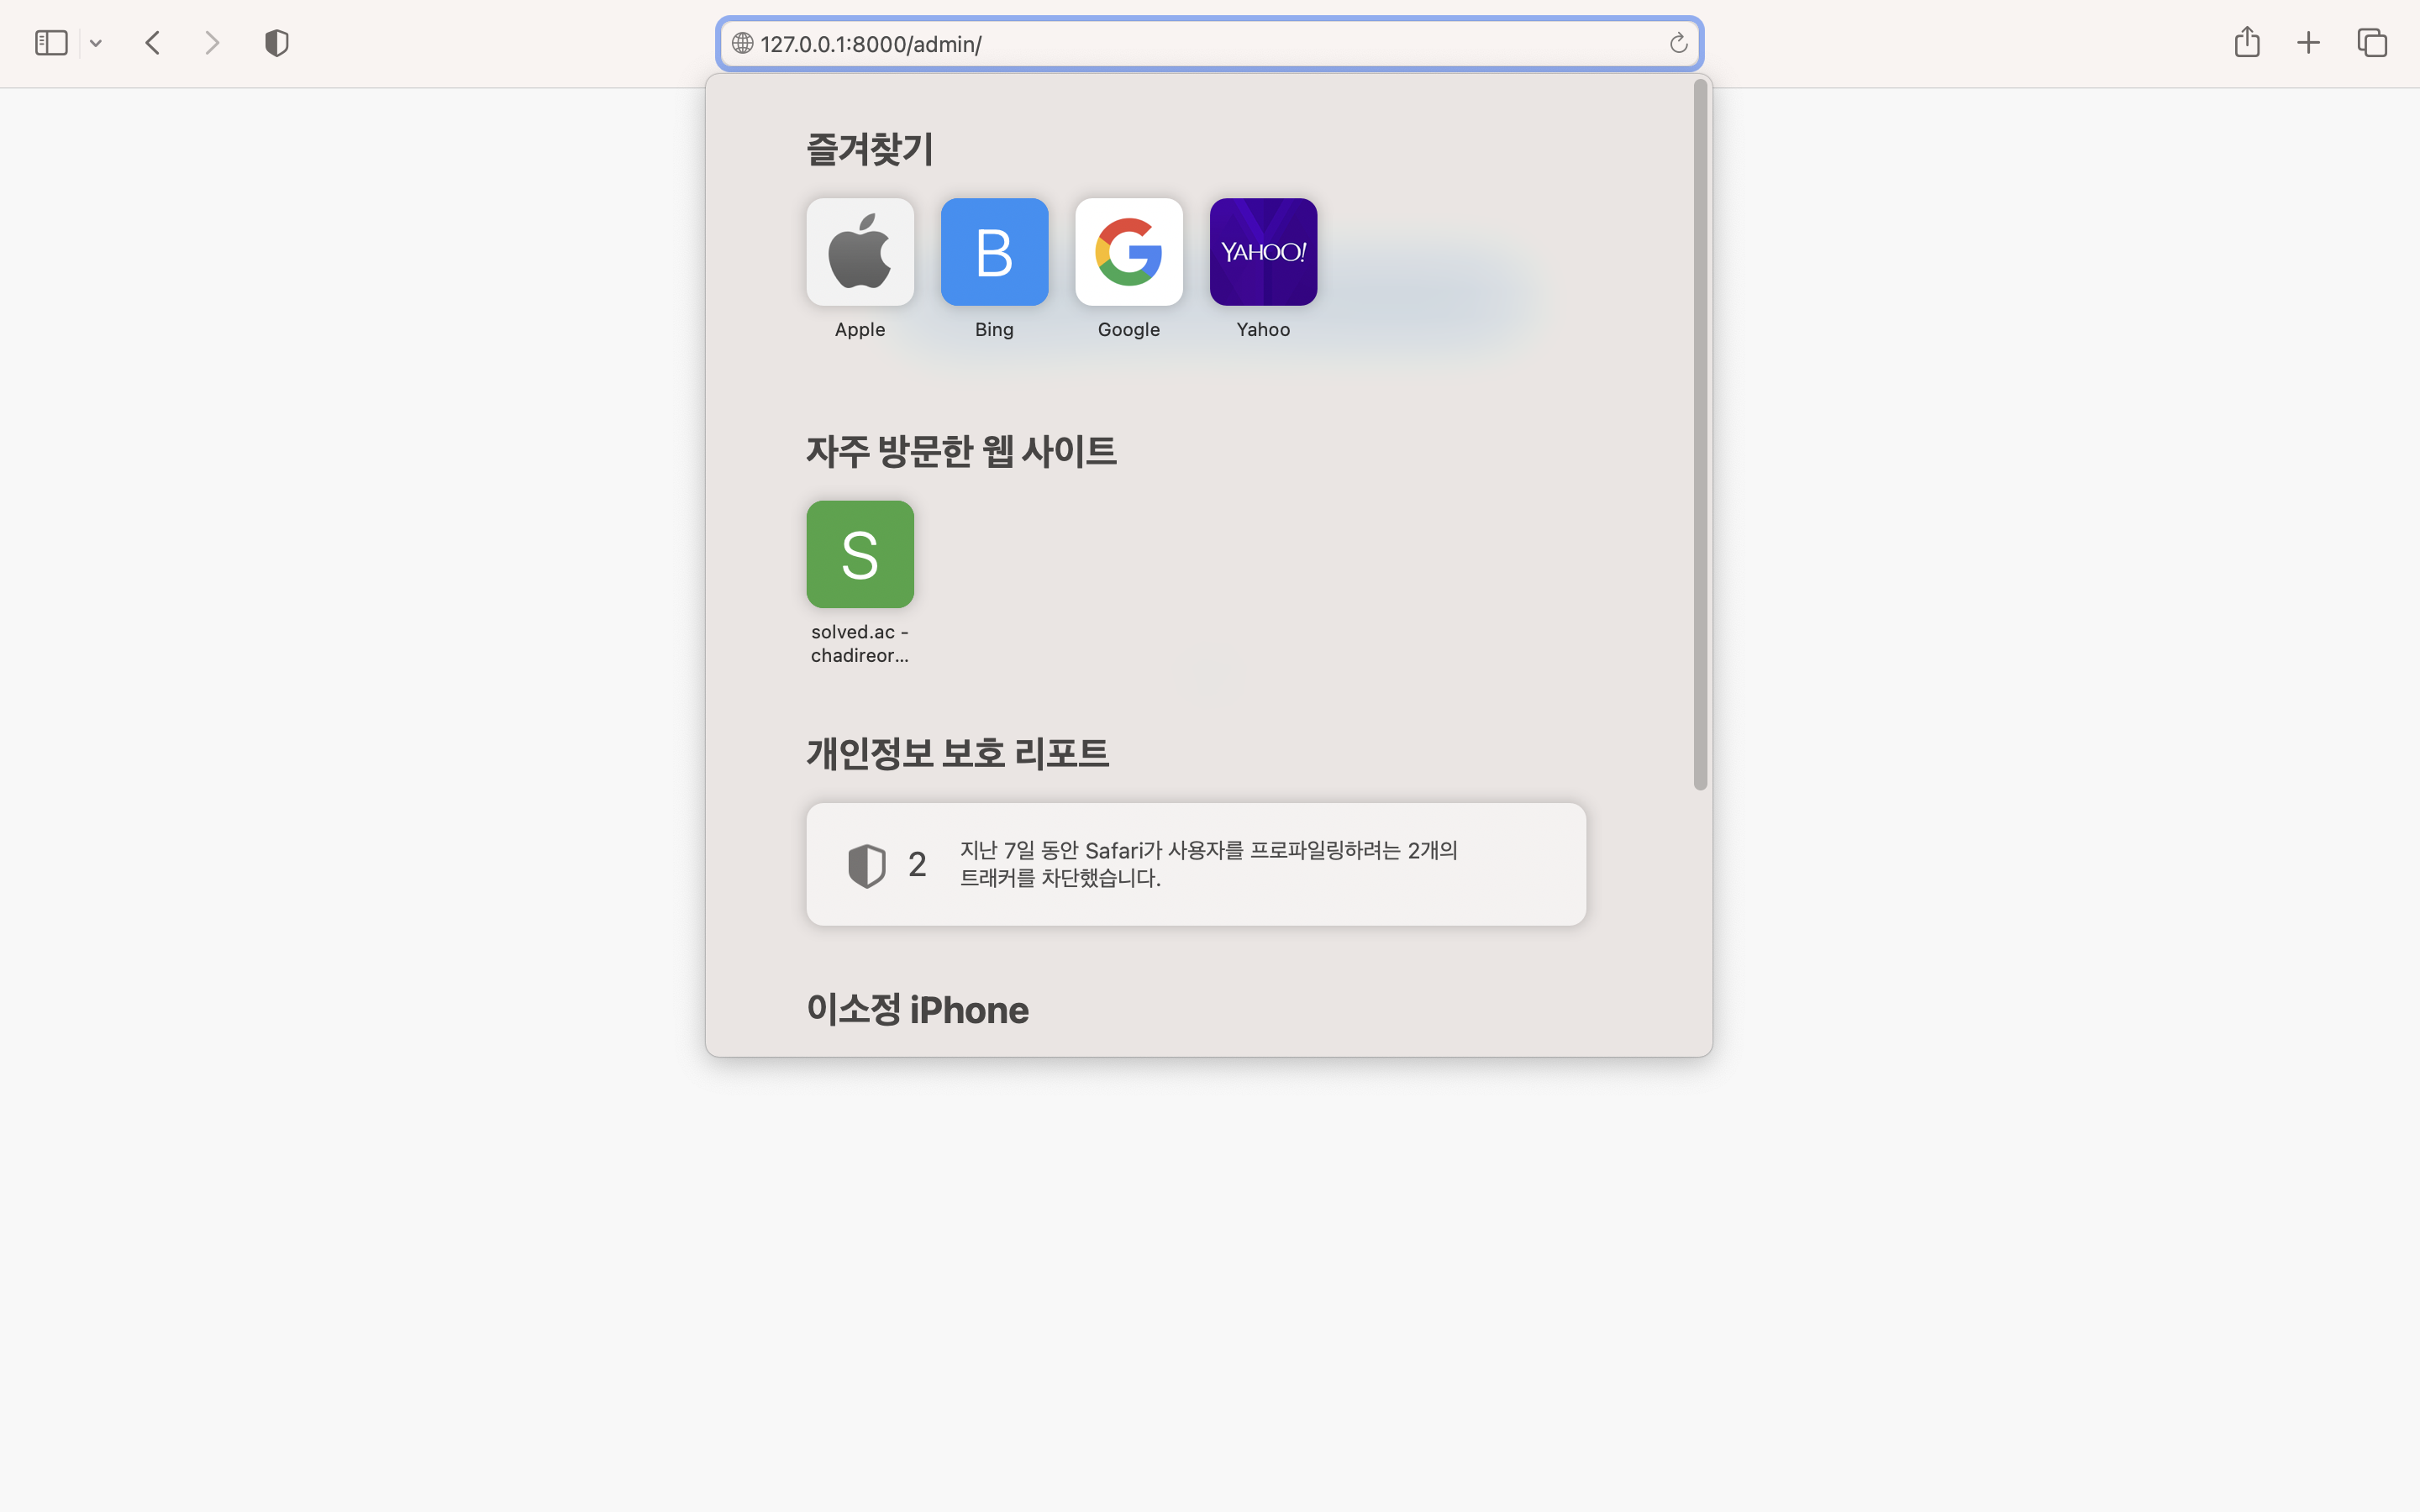 127.0.0.1:8000/admin/
즐겨찾기
B
YAHOO!
Apple
Bing
Google
Yahoo
자주 방문한 웹 사이트
S
solved.ac -
chadireor...
개인정보 보호 리포트
2
지난 7일 동안 Safari가 사용자를 프로파일링하려는 2개의
트래커를 차단했습니다.
이소정 iPhone